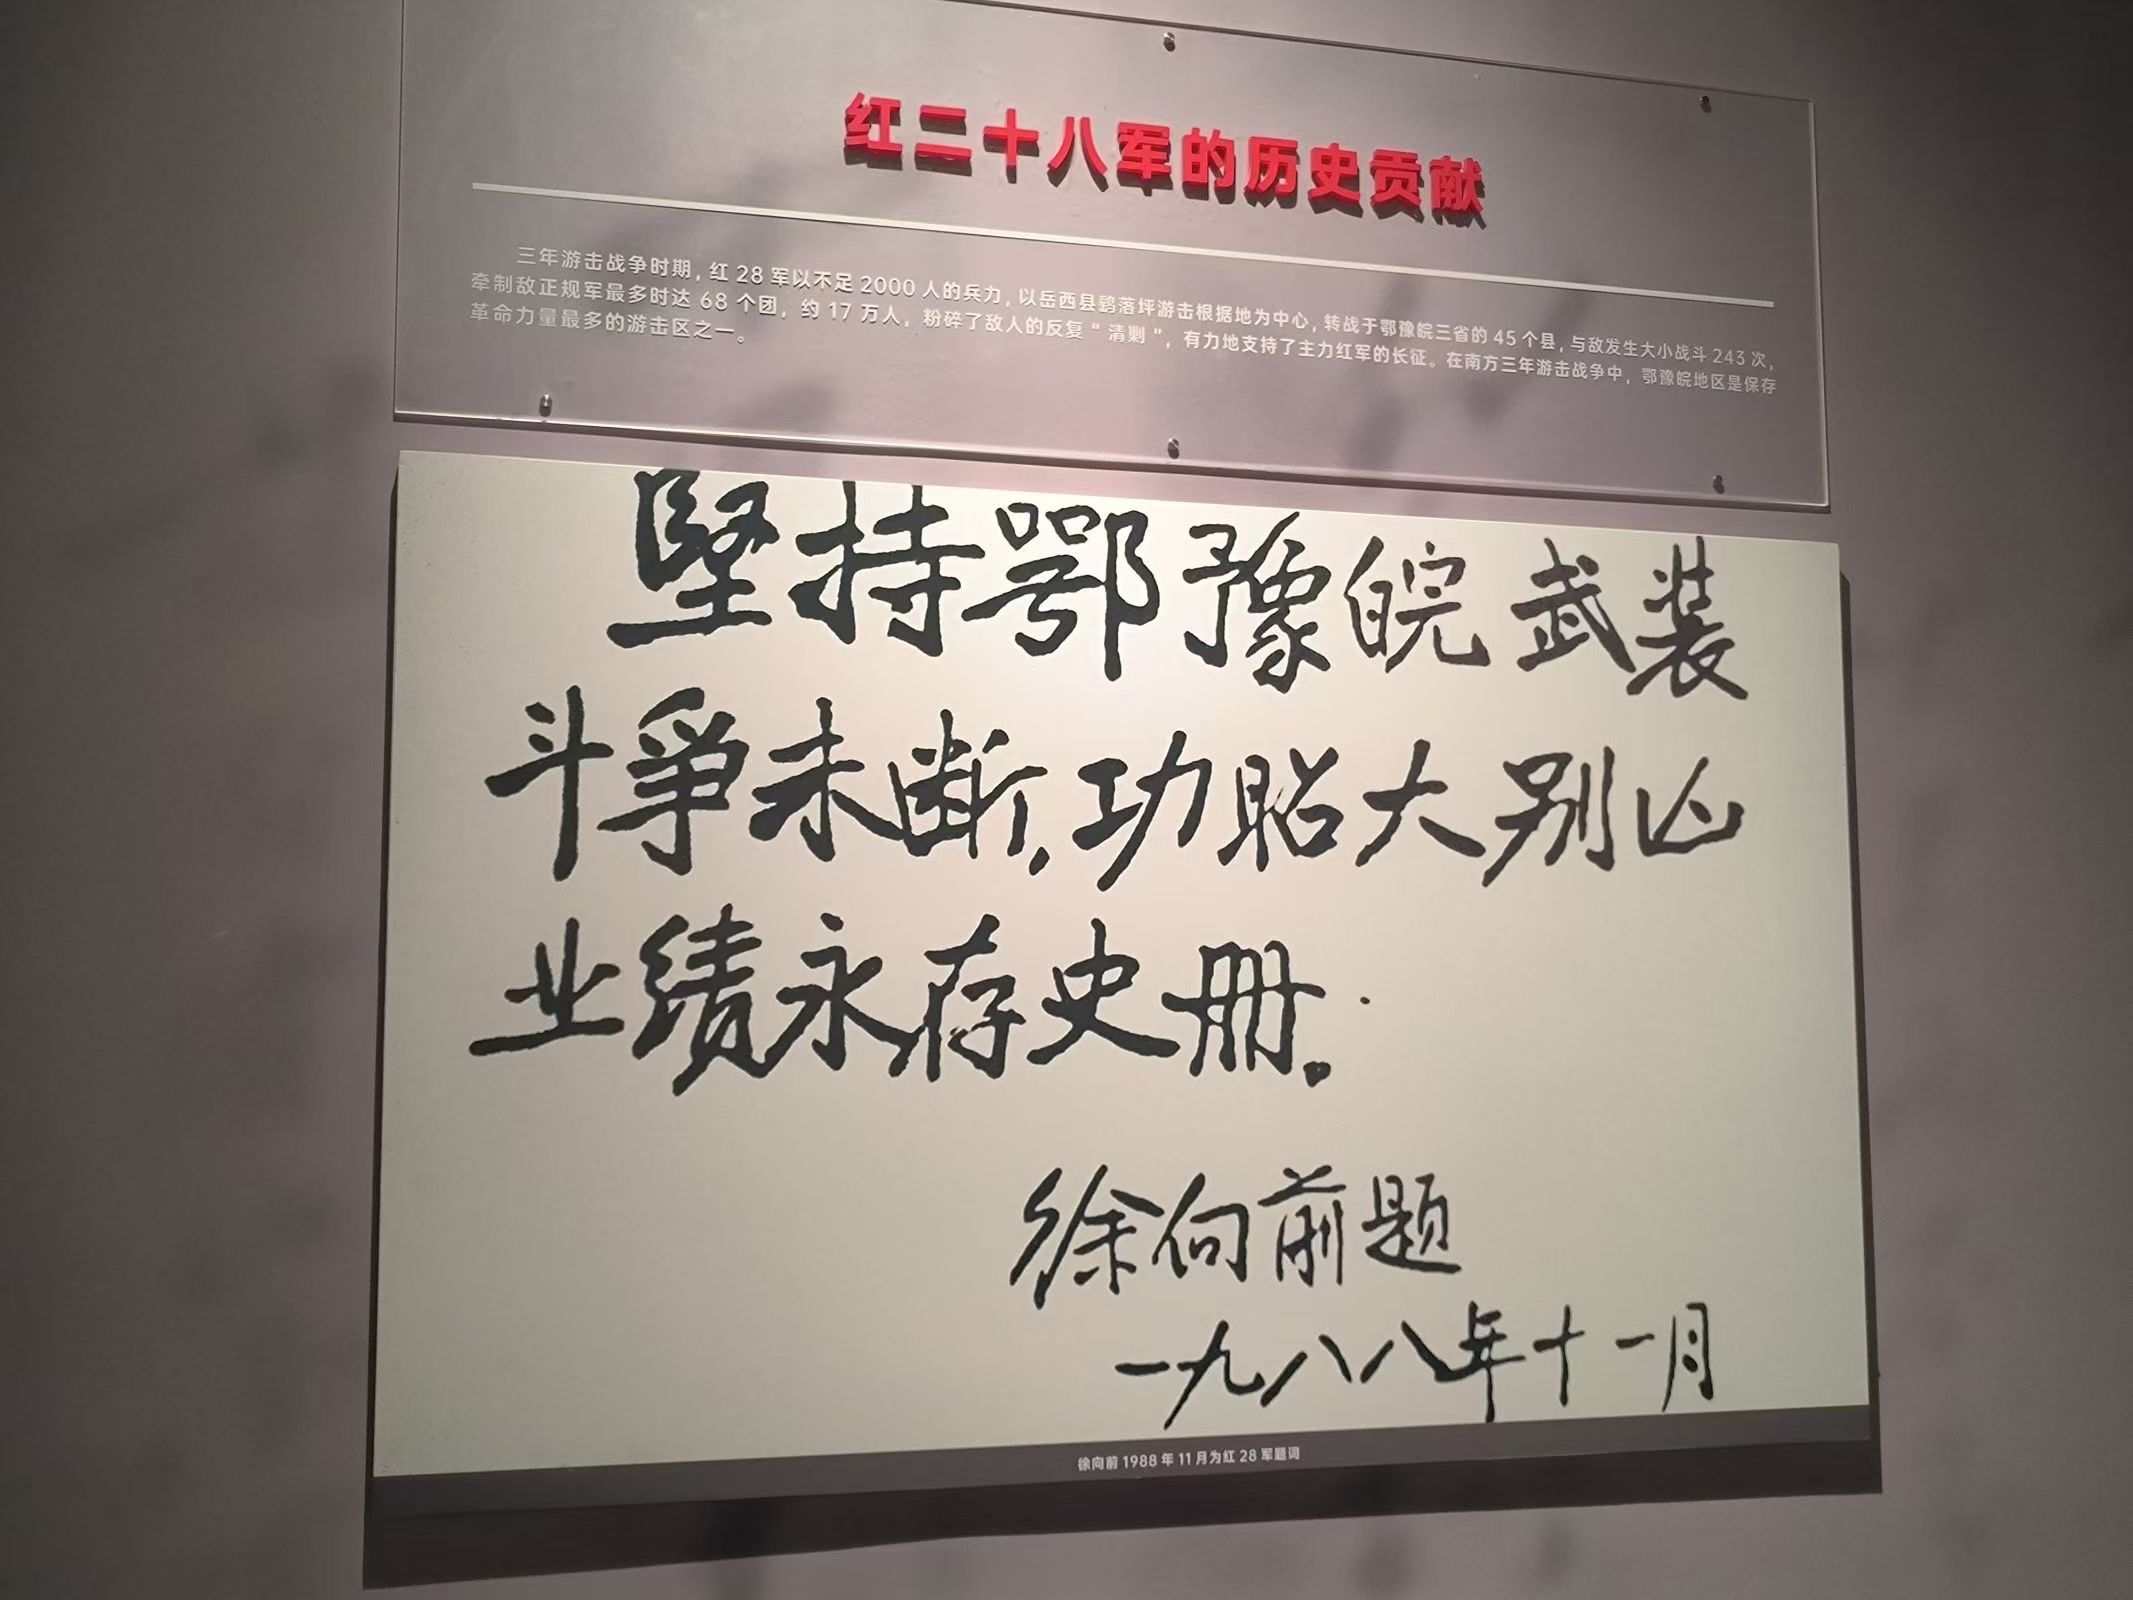 红二十八军的历史贡献
三年游击战争时期，红 28 军以不足 2000 人的兵力，以岳西县鹞落坪游击根据地为中心，转战于鄂豫皖三省的 45 个县，与敌发生大小战斗 243 次，
牵制敌正规军最多时达 68 个团，约 17 万人，粉碎了敌人的反复“清剿”，有力地支持了主力红军的长征。在南方三年游击战争中，鄂豫皖地区是保存
革命力量最多的游击区之一。
坚持鄂豫皖武装
斗爭未断，功昭大别山
业绩永存史册。
徐向前题
一九八八年十一月
徐向前 1988 年 11 月为红 28 军题词